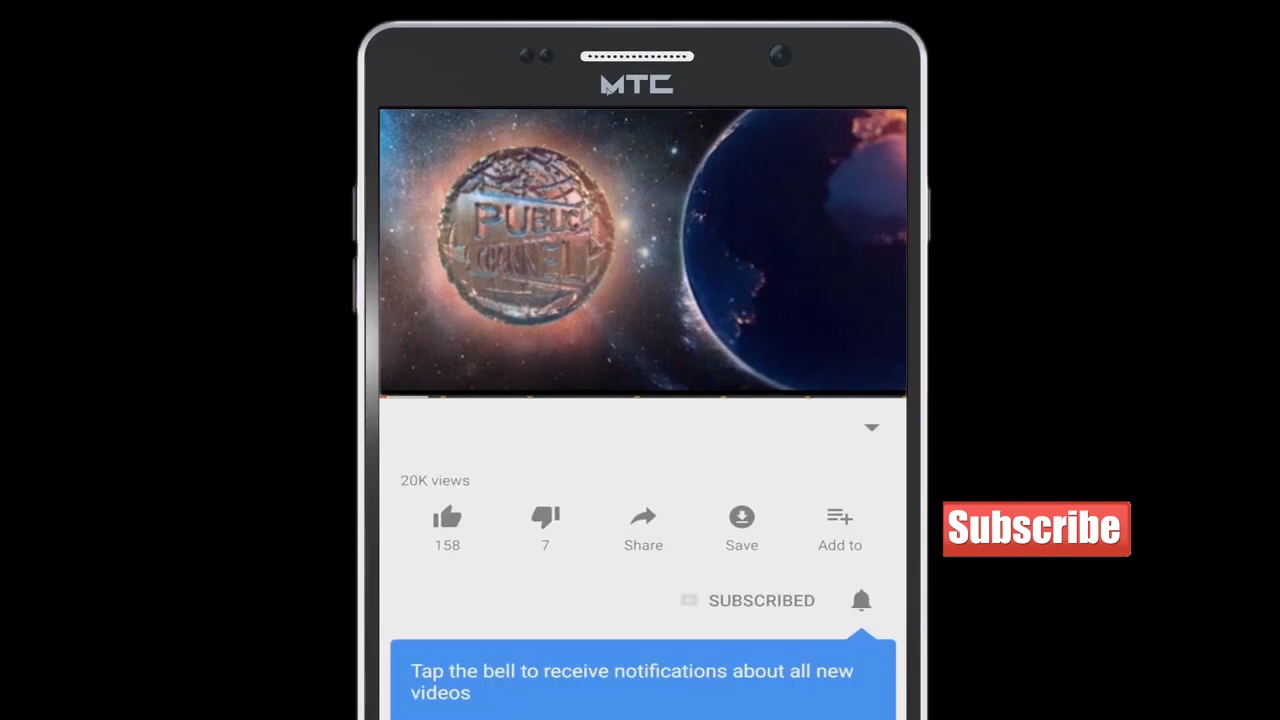 MTC
PUBLIC
CHANNEL
20K views
158
7
Share
Save
Add to
Subscribe
SUBSCRIBED
Tap the bell to receive notifications about all new
videos